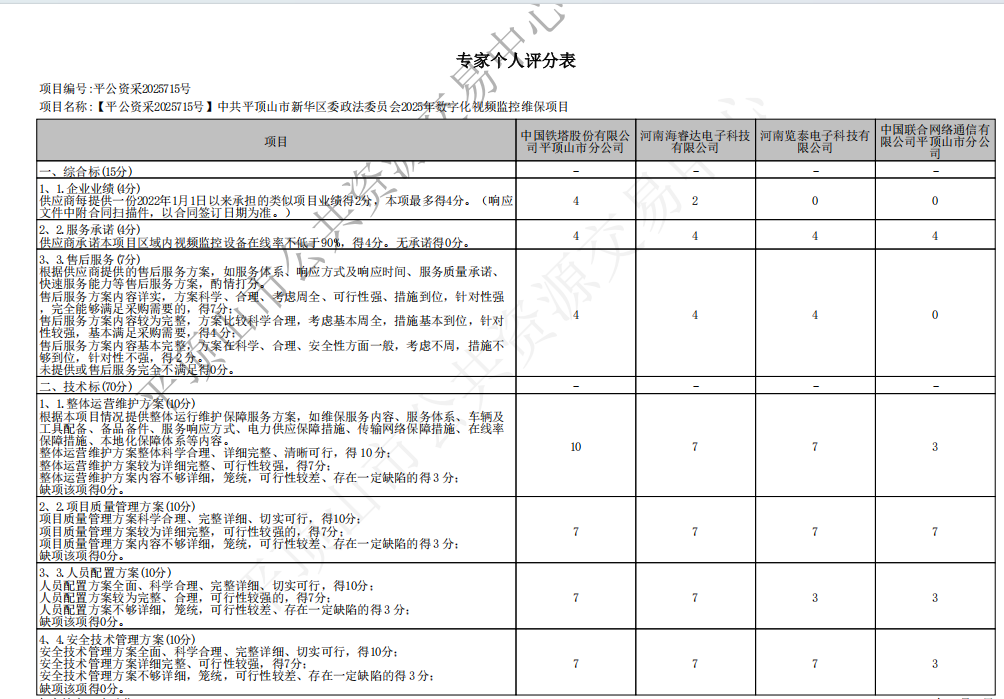 专家个人评分表
项目编号:平公资采2025715号
项目名称:【平公资采2025715号】中共平顶山市新华区委政法委员会2025年数字化视频监控维保项目
项目 中国铁塔股份有限公司平顶山市分公司 河南海睿达电子科技有限公司 河南览泰电子科技有限公司 中国联合网络通信有限公司平顶山市分公司
一、综合标(15分) - - - -
1、1.企业业绩(4分)
供应商每提供一份2022年1月1日以来承担的类似项目业绩得2分，本项最多得4分。（响应
文件中附合同扫描件，以合同签订日期为准。）
4 2 0 0
2、2.服务承诺(4分)
供应商承诺本项目区域内视频监控设备在线率不低于90%，得4分。无承诺得0分。
4 4 4 4
3、3.售后服务(7分)
根据供应商提供的售后服务方案，如服务体系、响应方式及响应时间、服务质量承诺、
快速服务能力等售后服务方案，酌情打分。
售后服务方案内容详实，方案科学、合理、考虑周全、可行性强、措施到位，针对性强
，完全能够满足采购需要的，得7分；
售后服务方案内容较为完整，方案比较科学合理，考虑基本周全，措施基本到位，针对
性较强，基本满足采购需要，得4分；
售后服务方案内容基本完整，方案在科学、合理、安全性方面一般，考虑不周，措施不
够到位，针对性不强，得2分。
未提供或售后服务完全不满足得0分。
4 4 4 0
二、技术标(70分) - - - -
1、1.整体运营维护方案(10分)
根据本项目情况提供整体运行维护保障服务方案，如维保服务内容、服务体系、车辆及
工具配备、备品备件、服务响应方式、电力供应保障措施、传输网络保障措施、在线率
保障措施、本地化保障体系等内容。
整体运营维护方案整体科学合理、详细完整、清晰可行，得 10 分；
整体运营维护方案较为详细完整、可行性较强，得7分；
整体运营维护方案内容不够详细，笼统，可行性较差、存在一定缺陷的得 3 分；
缺项该项得0分。
10 7 7 3
2、2.项目质量管理方案(10分)
项目质量管理方案科学合理、完整详细、切实可行，得10分；
项目质量管理方案较为详细完整，可行性较强的，得7分；
项目质量管理方案内容不够详细，笼统，可行性较差、存在一定缺陷的得 3 分；
缺项该项得0分。
7 7 7 7
3、3.人员配置方案(10分)
人员配置方案全面、科学合理、完整详细、切实可行，得10分；
人员配置方案较为完整、合理，可行性较强的，得7分；
人员配置方案不够详细，笼统，可行性较差、存在一定缺陷的得 3 分；
缺项该项得0分。
7 7 3 3
4、4.安全技术管理方案(10分)
安全技术管理方案全面、科学合理、完整详细、切实可行，得10分；
安全技术管理方案详细完整、可行性较强，得7分；
安全技术管理方案不够详细，笼统，可行性较差、存在一定缺陷的得 3 分；
缺项该项得0分。
7 7 7 3
平顶山市公共资源交易中心
平顶山市公共资源交易中心